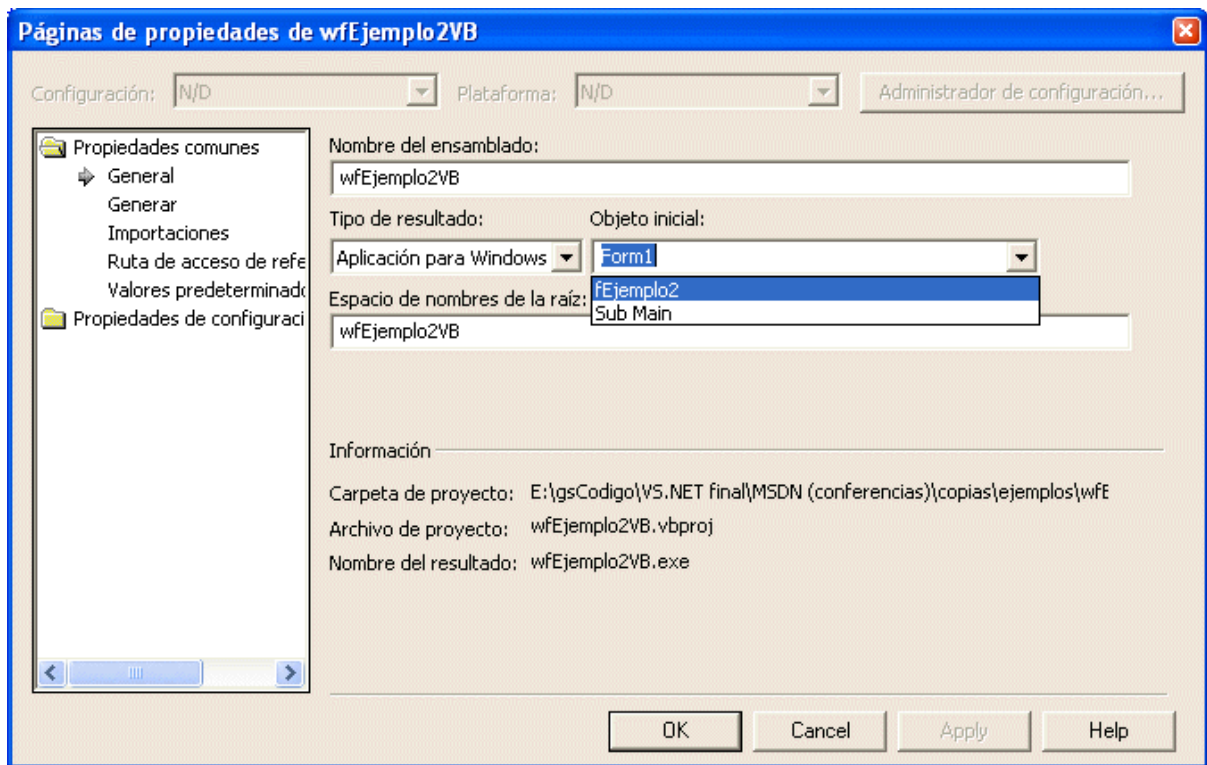 Páginas de propiedades de wfEjemplo2VB
Configuración: N/D Plataforma: N/D Administrador de configuración...
Propiedades comunes
General
Generar
Importaciones
Ruta de acceso de refe
Valores predeterminado
Propiedades de configuraci
Nombre del ensamblado:
wfEjemplo2VB
Tipo de resultado: Objeto inicial:
Aplicación para Windows Form1
fEjemplo2
Sub Main
Espacio de nombres de la raíz:
wfEjemplo2VB
Información
Carpeta de proyecto: E:\gsCodigo\VS.NET final\MSDN (conferencias)\copias\ejemplos\wfE
Archivo de proyecto: wfEjemplo2VB.vbproj
Nombre del resultado: wfEjemplo2VB.exe
OK Cancel Apply Help